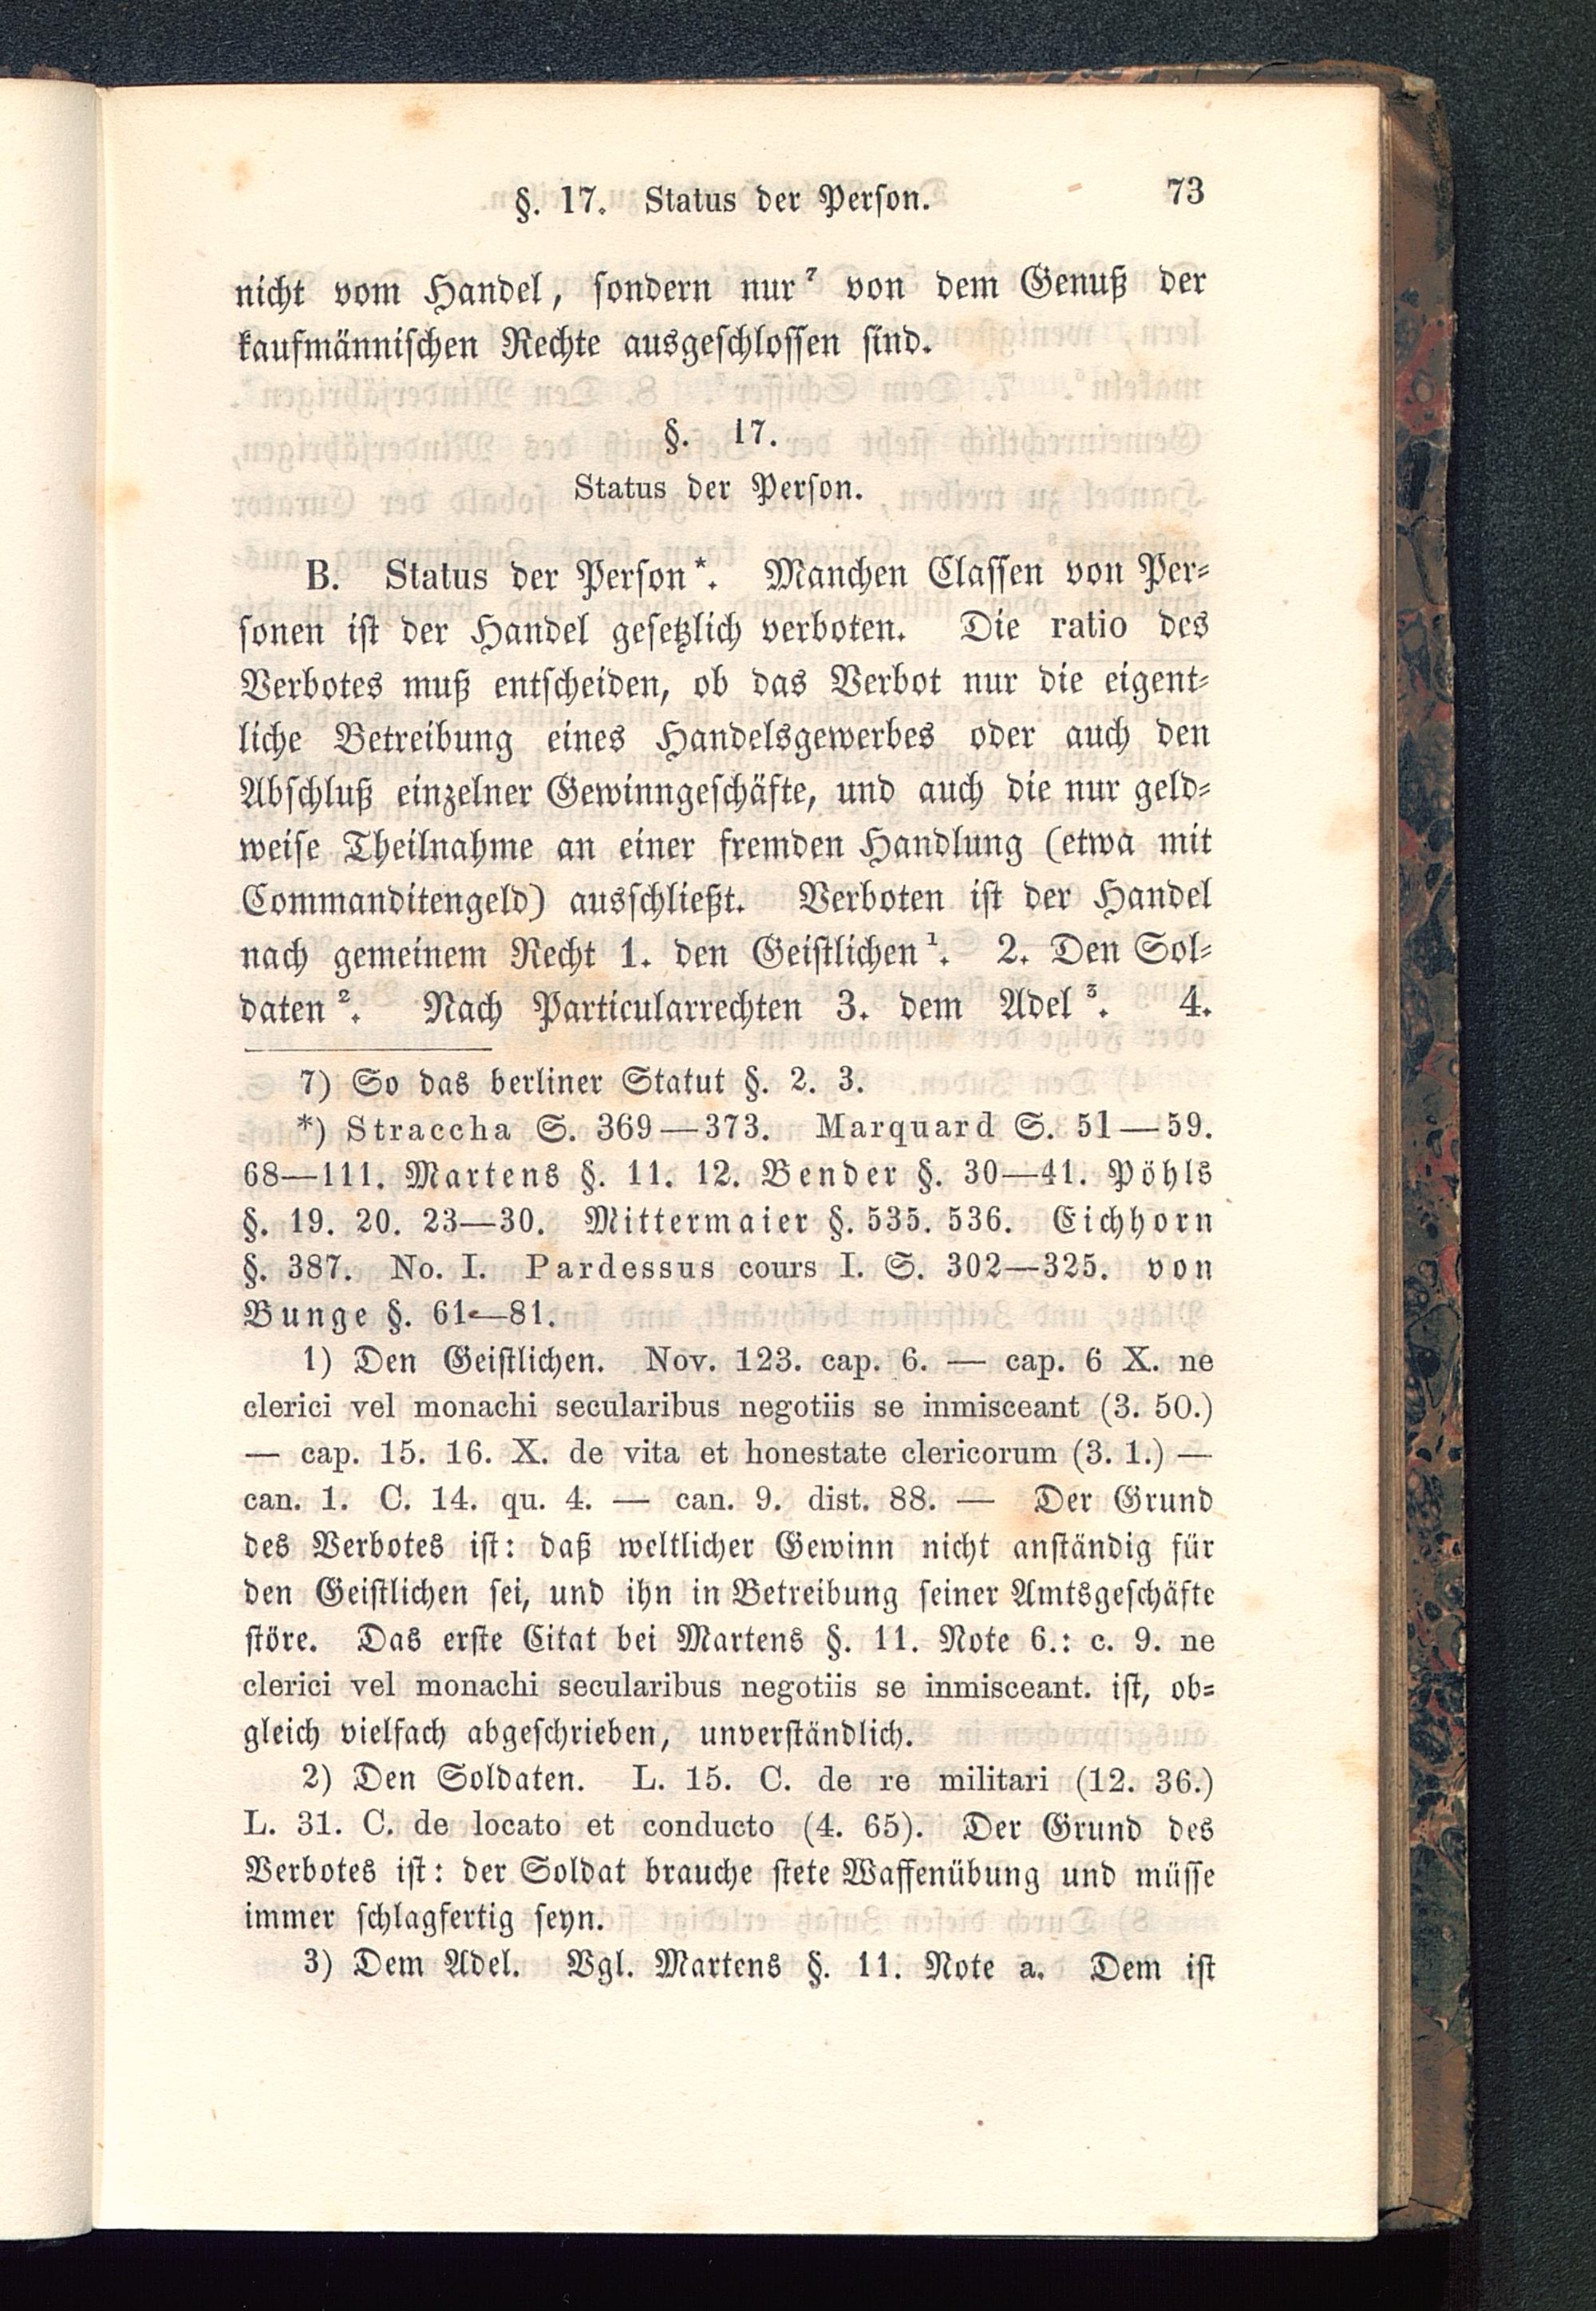 §. 17. Status der Person. 73
nicht vom Handel, sondern nur⁷ von dem Genuß der
kaufmännischen Rechte ausgeschlossen sind.
§. 17.
Status der Person.
B. Status der Person*. Manchen Classen von Per-
sonen ist der Handel gesetzlich verboten. Die ratio des
Verbotes muß entscheiden, ob das Verbot nur die eigent-
liche Betreibung eines Handelsgewerbes oder auch den
Abschluß einzelner Gewinngeschäfte, und auch die nur geld-
weise Theilnahme an einer fremden Handlung (etwa mit
Commanditengeld) ausschließt. Verboten ist der Handel
nach gemeinem Recht 1. den Geistlichen¹. 2. Den Sol-
daten². Nach Particularrechten 3. dem Adel³. 4.
7) So das berliner Statut §. 2. 3.
*) Straccha S. 369—373. Marquard S. 51—59.
68—111. Martens §. 11. 12. Bender §. 30—41. Pöhls
§. 19. 20. 23—30. Mittermaier §. 535. 536. Eichhorn
§. 387. No. I. Pardessus cours I. S. 302—325. von
Bunge §. 61—81.
1) Den Geistlichen. Nov. 123. cap. 6. — cap. 6 X. ne
clerici vel monachi secularibus negotiis se inmisceant (3. 50.)
— cap. 15. 16. X. de vita et honestate clericorum (3. 1.) —
can. 1. C. 14. qu. 4. — can. 9. dist. 88. — Der Grund
des Verbotes ist: daß weltlicher Gewinn nicht anständig für
den Geistlichen sei, und ihn in Betreibung seiner Amtsgeschäfte
störe. Das erste Citat bei Martens §. 11. Note 6.: c. 9. ne
clerici vel monachi secularibus negotiis se inmisceant. ist, ob-
gleich vielfach abgeschrieben, unverständlich.
2) Den Soldaten. L. 15. C. de re militari (12. 36.)
L. 31. C. de locato et conducto (4. 65). Der Grund des
Verbotes ist: der Soldat brauche stete Waffenübung und müsse
immer schlagfertig seyn.
3) Dem Adel. Vgl. Martens §. 11. Note a. Dem ist